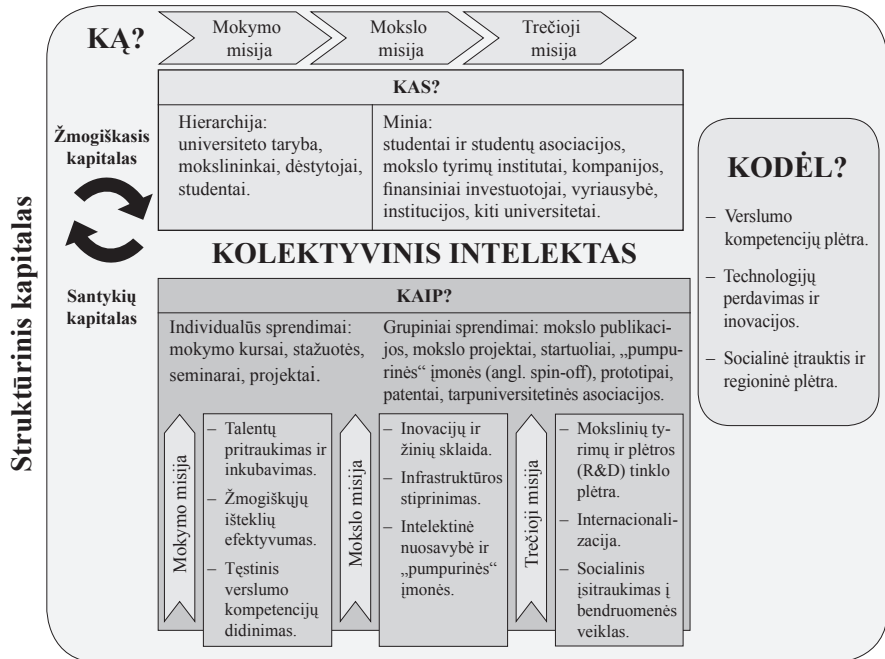 KĄ?
Mokymo
misija
Mokslo
misija
Trečioji
misija
KAS?
Hierarchija:
universiteto taryba,
mokslininkai, dėstytojai,
studentai.
Minia:
studentai ir studentų asociacijos,
mokslo tyrimų institutai, kompanijos,
finansiniai investuotojai, vyriausybė,
institucijos, kiti universitetai.
Žmogiškasis
kapitalas
Santykių
kapitalas
Struktūrinis kapitalas
KOLEKTYVINIS INTELEKTAS
KAIP?
Individualūs sprendimai:
mokymo kursai, stažuotės,
seminarai, projektai.
Grupiniai sprendimai: mokslo publikaci-
jos, mokslo projektai, startuoliai, „pumpu-
rinės“ įmonės (angl. spin-off), prototipai,
patentai, tarpuniversitetinės asociacijos.
Mokymo misija
– Talentų
pritraukimas ir
inkubavimas.
– Žmogiškųjų
išteklių
efektyvumas.
– Tęstinis
verslumo
kompetencijų
didinimas.
Mokslo misija
– Inovacijų ir
žinių sklaida.
– Infrastruktūros
stiprinimas.
– Intelektinė
nuosavybė ir
„pumpurinės“
įmonės.
Trečioji misija
– Mokslinių ty-
rimų ir plėtros
(R&D) tinklo
plėtra.
– Internacionali-
zacija.
– Socialinis
įsitraukimas į
bendruomenės
veiklas.
KODĖL?
– Verslumo
kompetencijų plėtra.
– Technologijų
perdavimas ir
inovacijos.
– Socialinė įtrauktis ir
regioninė plėtra.